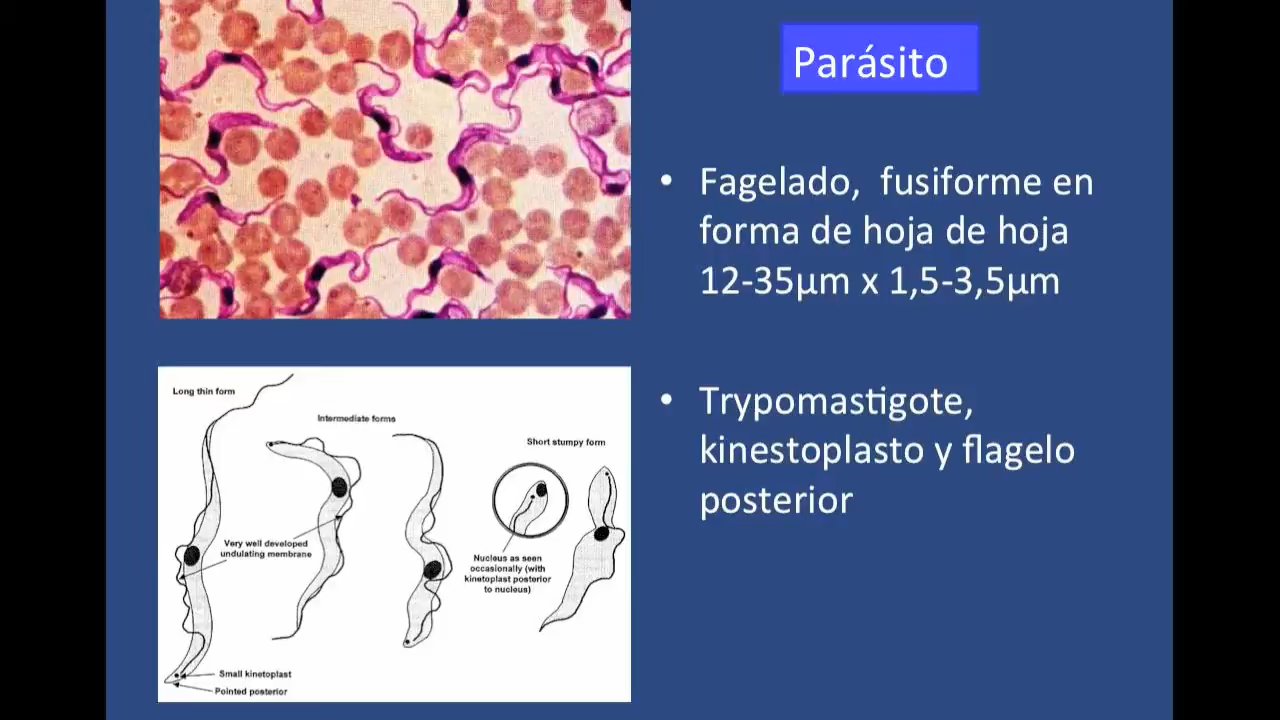 Parásito
• Fagelado, fusiforme en
forma de hoja de hoja
12-35µm x 1,5-3,5µm
• Trypomastigote,
kinestoplasto y flagelo
posterior
Long thin form
Intermediate forms
Short stumpy form
Very well developed
undulating membrane
Nucleus as seen
occasionally (with
kinetoplast posterior
to nucleus)
Small kinetoplast
Pointed posterior